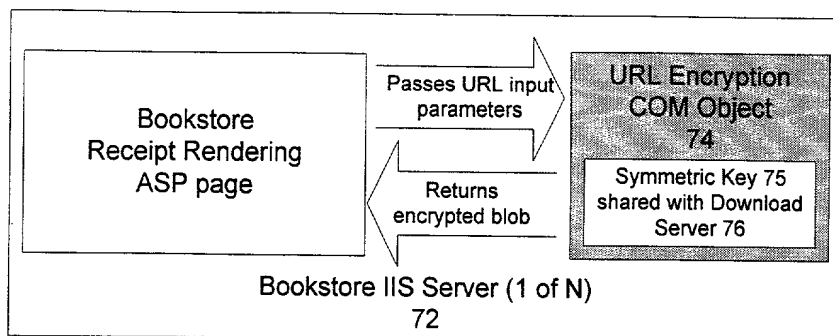 Bookstore
Receipt Rendering
ASP page
Passes URL input
parameters
Returns
encrypted blob
URL Encryption
COM Object
74
Symmetric Key 75
shared with Download
Server 76
Bookstore IIS Server (1 of N)
72